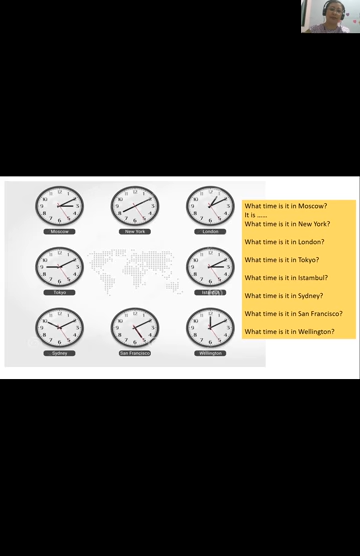 Moscow
New York
London
Tokyo
Istanbul
Sydney
San Francisco
Wellington
What time is it in Moscow?
It is ......
What time is it in New York?
What time is it in London?
What time is it in Tokyo?
What time is it in Istambul?
What time is it in Sydney?
What time is it in San Francisco?
What time is it in Wellington?